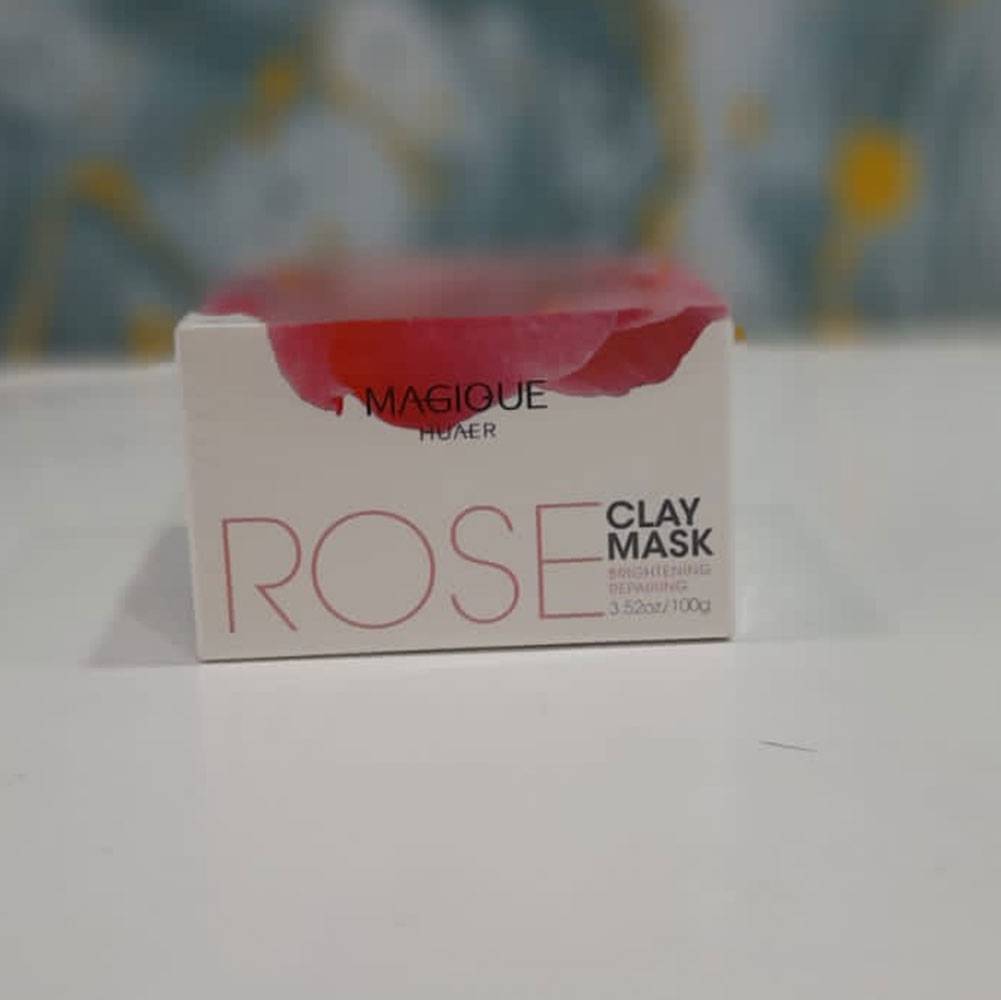 MAGIQUE
HUAER
ROSE
CLAY
MASK
BRIGHTENING
REPAIRING
3.52oz/100g